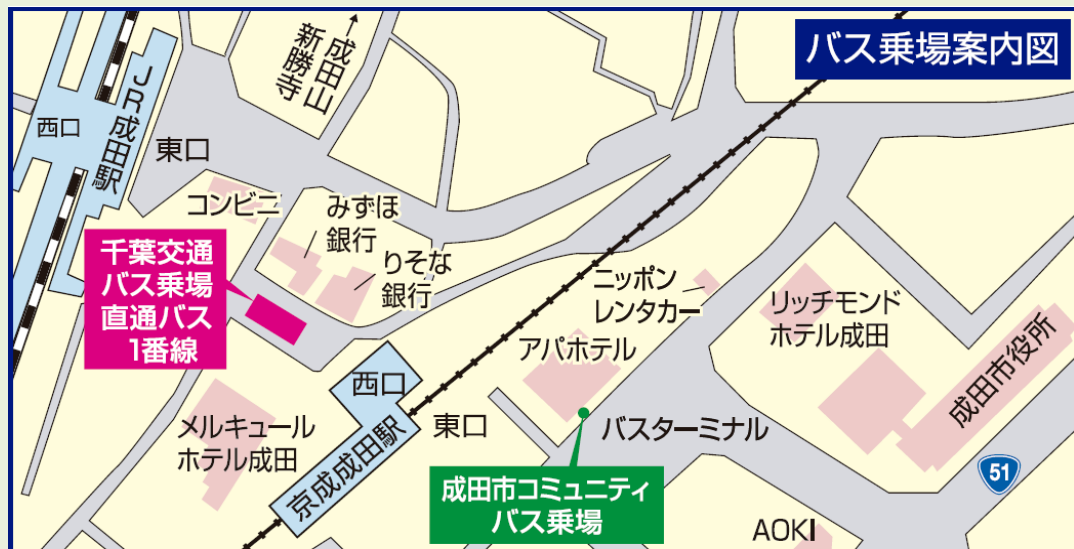 バス乗場案内図
↑
成田山
新勝寺
JR成田駅
西口
東口
コンビニ
みずほ
銀行
りそな
銀行
千葉交通
バス乗場
直通バス
1番線
ニッポン
レンタカー
リッチモンド
ホテル成田
アパホテル
成田市役所
西口
東口
メルキュール
ホテル成田
京成成田駅
バスターミナル
成田市コミュニティ
バス乗場
51
AOKI